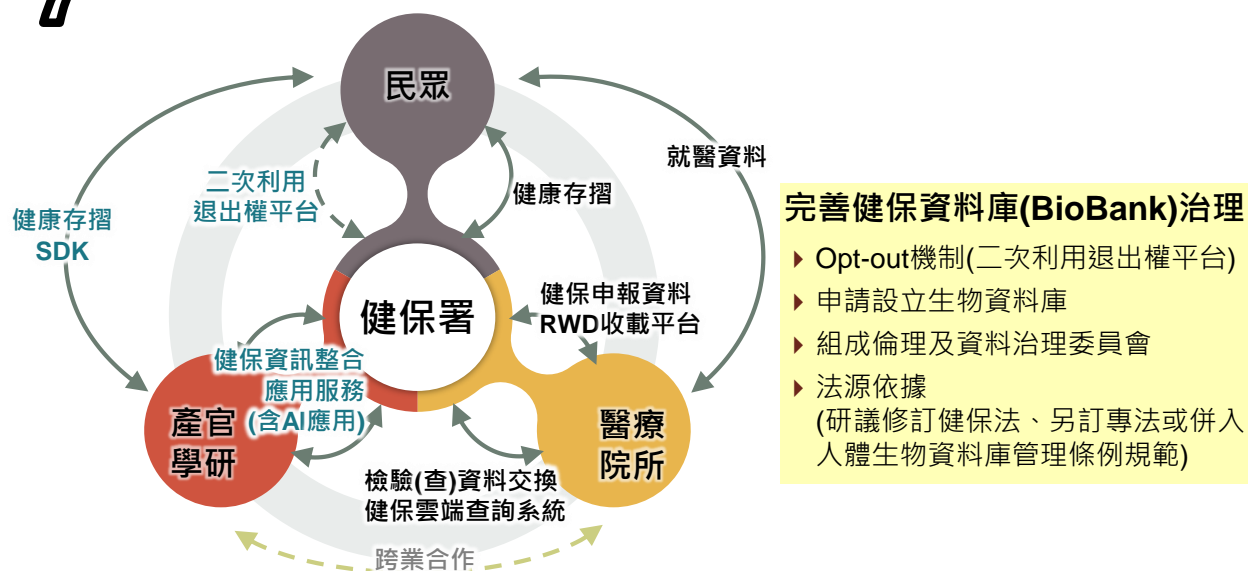 民眾
就醫資料
二次利用
退出權平台
健康存摺
健康存摺
SDK
完善健保資料庫(BioBank)治理
Opt-out機制(二次利用退出權平台)
申請設立生物資料庫
組成倫理及資料治理委員會
法源依據
(研議修訂健保法、另訂專法或併入
人體生物資料庫管理條例規範)
健保署
健保申報資料
RWD收載平台
健保資訊整合
應用服務
(含AI應用)
產官
學研
醫療
院所
檢驗(查)資料交換
健保雲端查詢系統
跨業合作